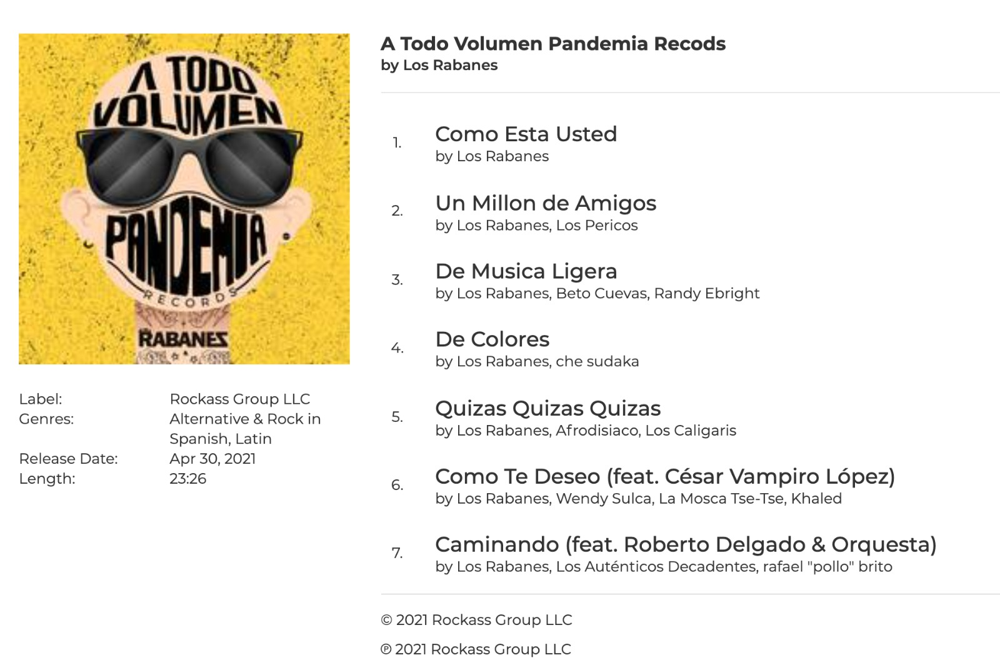 A TODO
VOLUMEN
PANDEMIA
RECORDS
LOS
RABANES
Label: Rockass Group LLC
Genres: Alternative & Rock in
Spanish, Latin
Release Date: Apr 30, 2021
Length: 23:26
A Todo Volumen Pandemia Recods
by Los Rabanes
1. Como Esta Usted
by Los Rabanes
2. Un Millon de Amigos
by Los Rabanes, Los Pericos
3. De Musica Ligera
by Los Rabanes, Beto Cuevas, Randy Ebright
4. De Colores
by Los Rabanes, che sudaka
5. Quizas Quizas Quizas
by Los Rabanes, Afrodisiaco, Los Caligaris
6. Como Te Deseo (feat. César Vampiro López)
by Los Rabanes, Wendy Sulca, La Mosca Tse-Tse, Khaled
7. Caminando (feat. Roberto Delgado & Orquesta)
by Los Rabanes, Los Auténticos Decadentes, rafael "pollo" brito
© 2021 Rockass Group LLC
℗ 2021 Rockass Group LLC